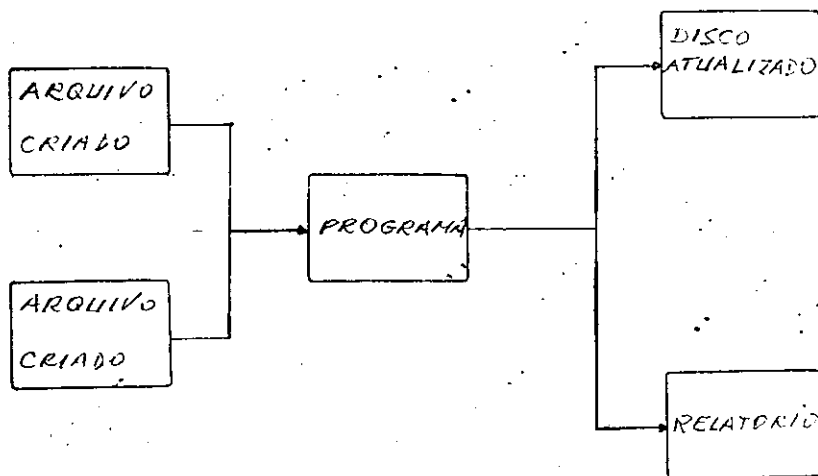 ARQUIVO
CRIADO
ARQUIVO
CRIADO
PROGRAMA
DISCO
ATUALIZADO
RELATORIO